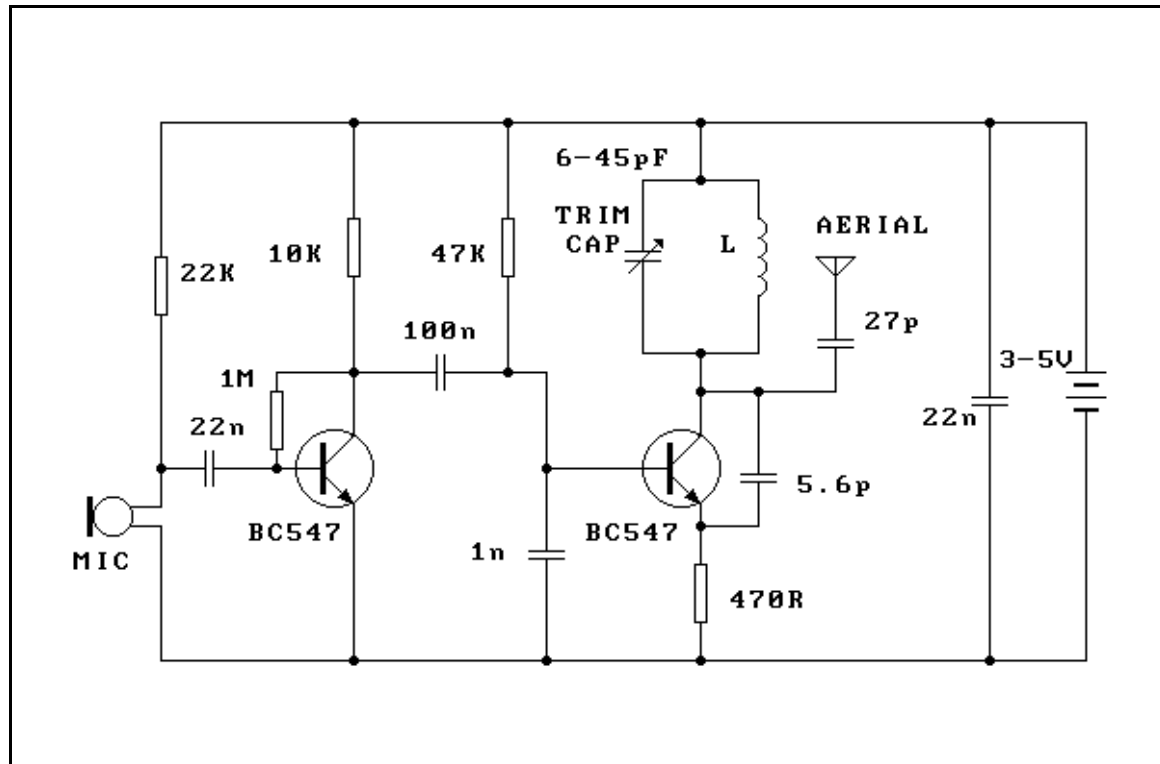 6-45pF
TRIM
CAP
L
AERIAL
10K
47K
22K
27p
100n
3-5V
1M
22n
22n
5.6p
BC547
BC547
1n
MIC
470R